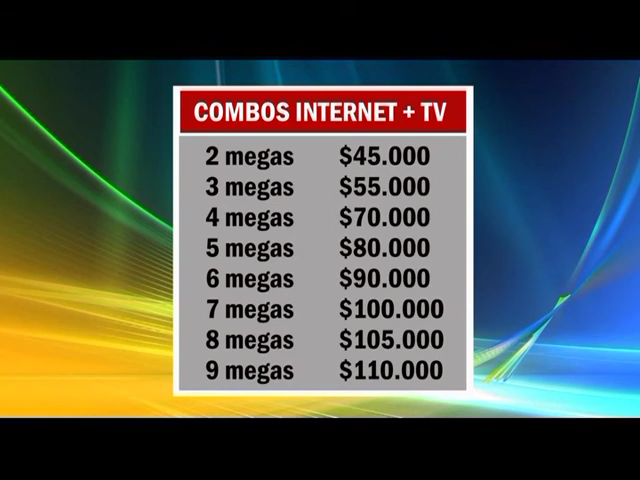 COMBOS INTERNET + TV
2 megas $45.000
3 megas $55.000
4 megas $70.000
5 megas $80.000
6 megas $90.000
7 megas $100.000
8 megas $105.000
9 megas $110.000